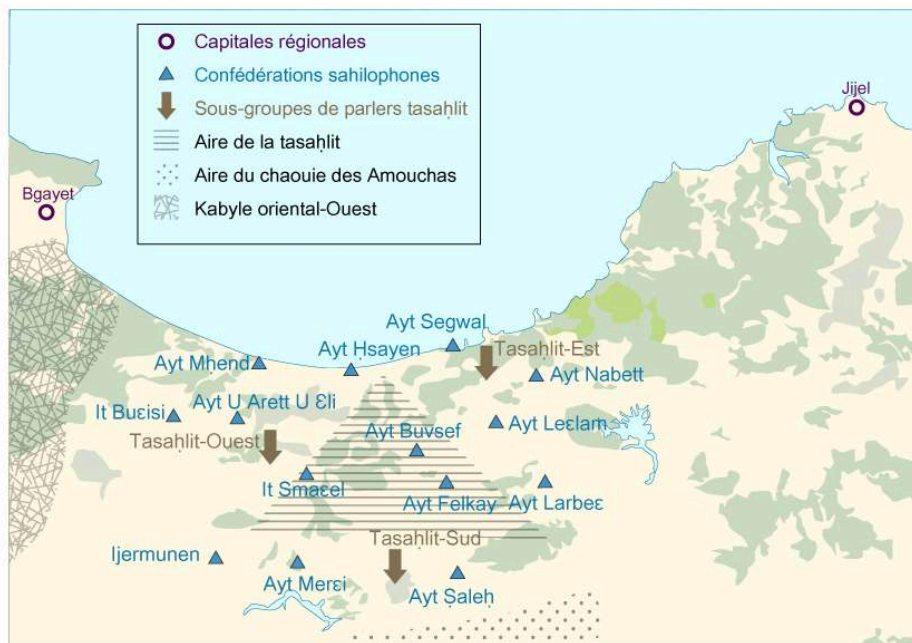 Capitales régionales
Confédérations sahilophones
Sous-groupes de parlers tasaḥlit
Aire de la tasaḥlit
Aire du chaouie des Amouchas
Kabyle oriental-Ouest
Jijel
Bgayet
Ayt Segwal
Ayt Ḥsayen
Tasaḥlit-Est
Ayt Mhend
Ayt Nabett
It Buɛisi
Ayt U Arett U Ɛli
Ayt Leɛlam
Ayt Buvsef
Tasaḥlit-Ouest
It Smaɛel
Ayt Felkay
Ayt Larbeɛ
Tasaḥlit-Sud
Ijermunen
Ayt Merɛi
Ayt Ṣaleḥ